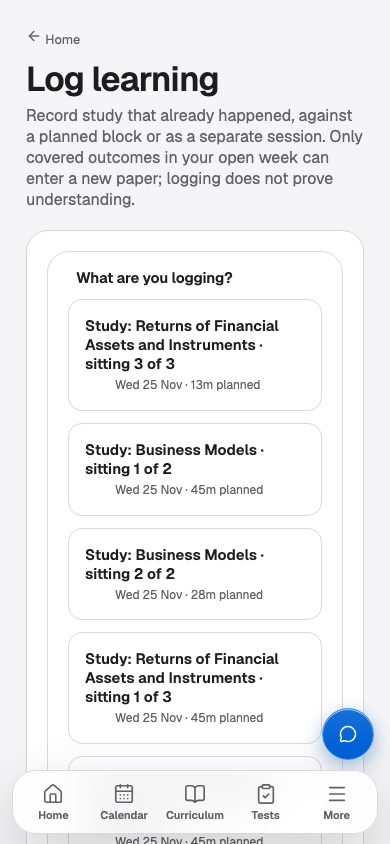 Home
Log learning
Record study that already happened, against
a planned block or as a separate session. Only
covered outcomes in your open week can
enter a new paper; logging does not prove
understanding.
What are you logging?
Study: Returns of Financial
Assets and Instruments ·
sitting 3 of 3
Wed 25 Nov · 13m planned
Study: Business Models ·
sitting 1 of 2
Wed 25 Nov · 45m planned
Study: Business Models ·
sitting 2 of 2
Wed 25 Nov · 28m planned
Study: Returns of Financial
Assets and Instruments ·
sitting 1 of 3
Wed 25 Nov · 45m planned
Home Calendar Curriculum Tests More
Wed 25 Nov · 45m planned